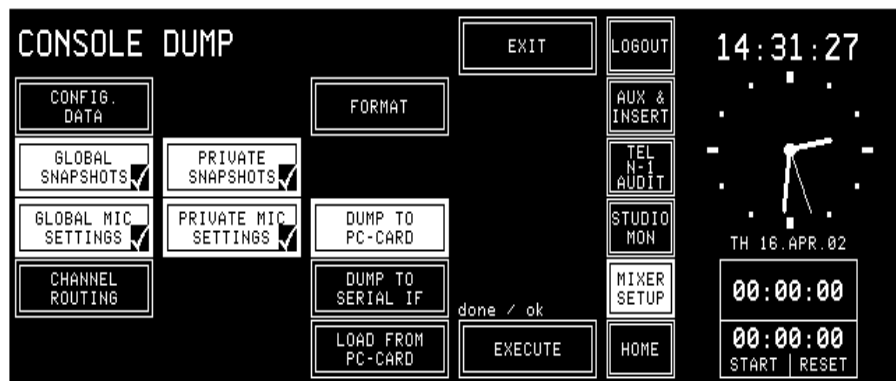 CONSOLE DUMP
EXIT
LOGOUT
14:31:27
CONFIG.
DATA
FORMAT
AUX &
INSERT
GLOBAL
SNAPSHOTS
PRIVATE
SNAPSHOTS
TEL
N-1
AUDIT
GLOBAL MIC
SETTINGS
PRIVATE MIC
SETTINGS
DUMP TO
PC-CARD
STUDIO
MON
TH 16.APR.02
CHANNEL
ROUTING
DUMP TO
SERIAL IF
done / ok
MIXER
SETUP
00:00:00
LOAD FROM
PC-CARD
EXECUTE
HOME
00:00:00
START | RESET